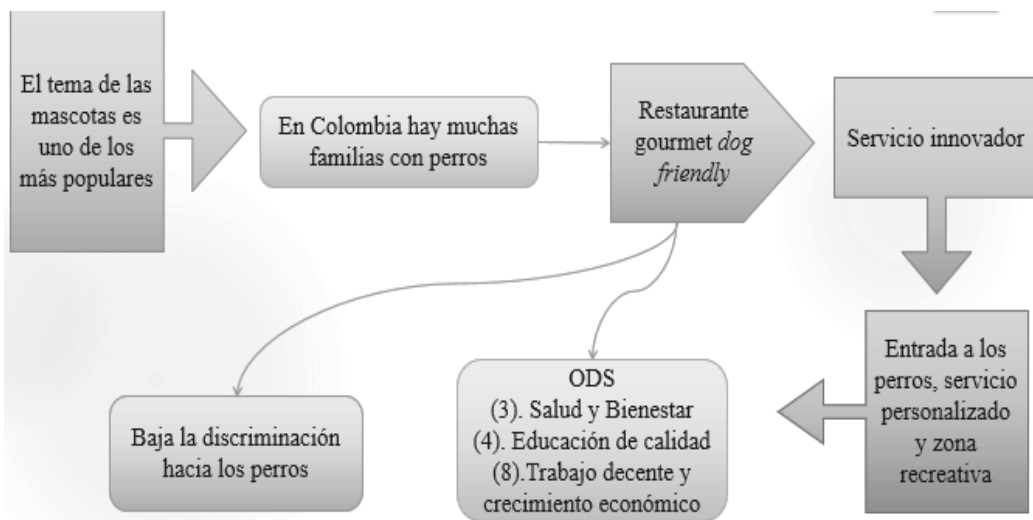 El tema de las
mascotas es
uno de los
más populares
En Colombia hay muchas
familias con perros
Restaurante
gourmet dog
friendly
Servicio innovador
Entrada a los
perros, servicio
personalizado
y zona
recreativa
ODS
(3). Salud y Bienestar
(4). Educación de calidad
(8).Trabajo decente y
crecimiento económico
Baja la discriminación
hacia los perros